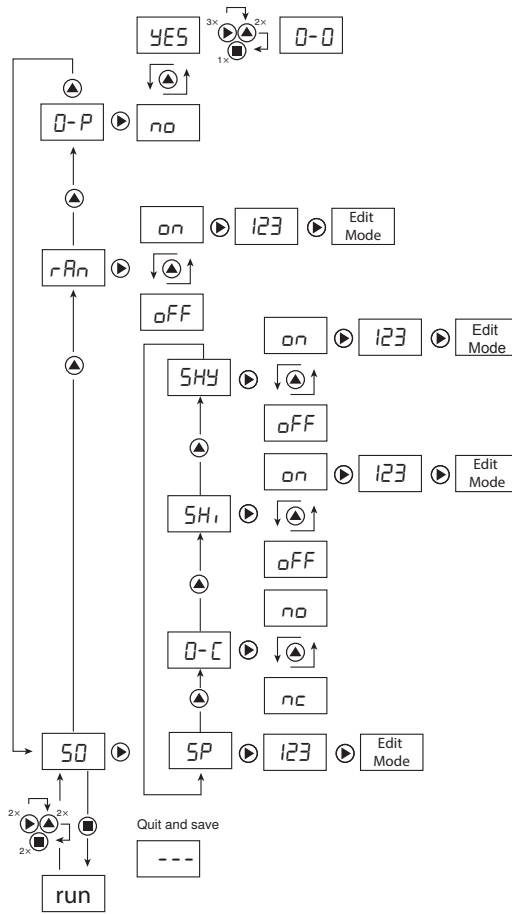 YES 3× 2× 1× 0-0
0-P no
on 123 Edit Mode
rAn
oFF
on 123 Edit Mode
SHY
oFF
on 123 Edit Mode
SHi
oFF
no
0-C
nc
S0 SP 123 Edit Mode
2× 2× 2×
Quit and save
---
run